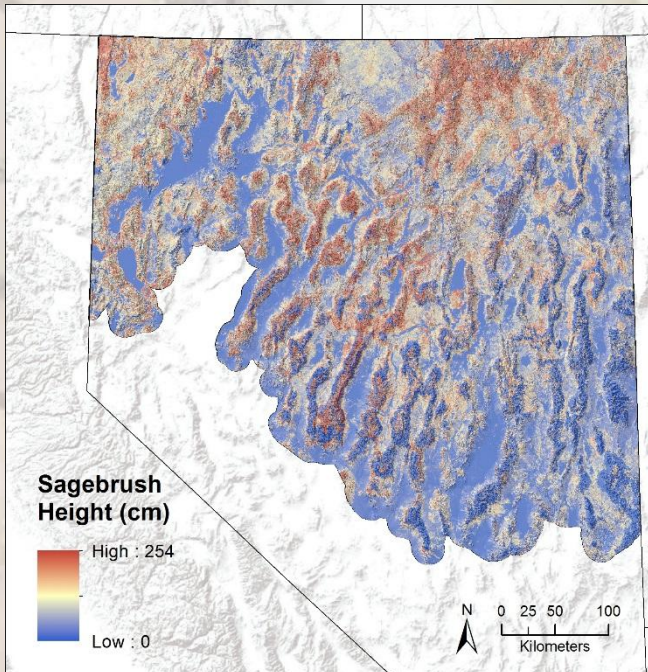 Sagebrush
Height (cm)
High : 254
Low : 0
N
0 25 50 100
Kilometers